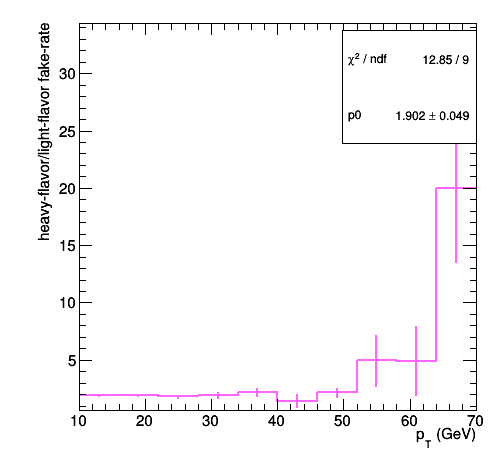 heavy-flavor/light-flavor fake-rate
χ² / ndf 12.85 / 9
p0 1.902 ± 0.049
30
25
20
15
10
5
10 20 30 40 50 60 70
p_T (GeV)